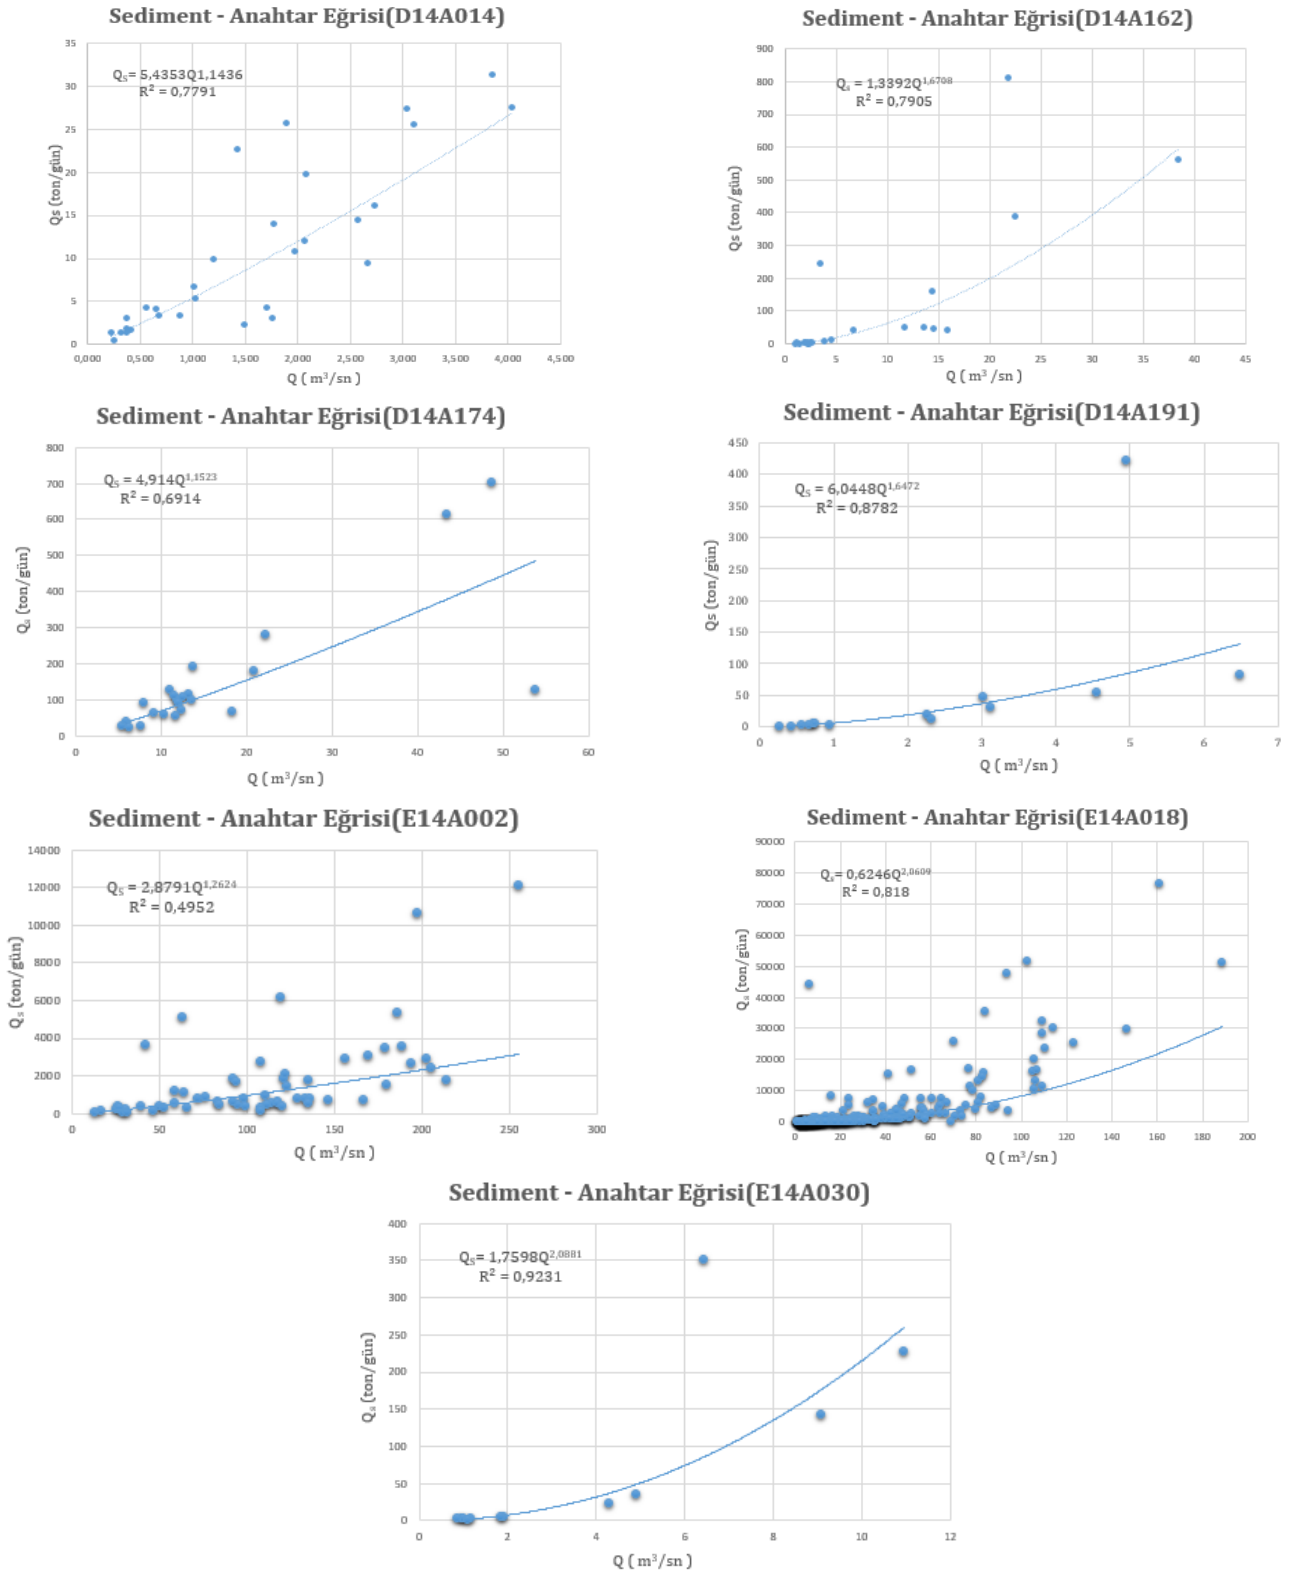 Sediment - Anahtar Eğrisi(D14A014)
35
30
25
20
15
10
5
0
Qs (ton/gün)
Qs= 5,4353Q1,1436
R² = 0,7791
0,000 0,500 1,000 1,500 2,000 2,500 3,000 3,500 4,000 4,500
Q ( m³/sn )
Sediment - Anahtar Eğrisi(D14A162)
900
800
700
600
500
400
300
200
100
0
Qs (ton/gün)
Qs = 1,3392Q^1,6708
R² = 0,7905
0 5 10 15 20 25 30 35 40 45
Q ( m³/sn )
Sediment - Anahtar Eğrisi(D14A174)
800
700
600
500
400
300
200
100
0
Qs (ton/gün)
Qs = 4,914Q^1,1523
R² = 0,6914
0 10 20 30 40 50 60
Q ( m³/sn )
Sediment - Anahtar Eğrisi(D14A191)
450
400
350
300
250
200
150
100
50
0
Qs (ton/gün)
Qs = 6,0448Q^1,6472
R² = 0,8782
0 1 2 3 4 5 6 7
Q ( m³/sn )
Sediment - Anahtar Eğrisi(E14A002)
14000
12000
10000
8000
6000
4000
2000
0
Qs (ton/gün)
Qs = 2,8791Q^1,2624
R² = 0,4952
0 50 100 150 200 250 300
Q ( m³/sn )
Sediment - Anahtar Eğrisi(E14A018)
90000
80000
70000
60000
50000
40000
30000
20000
10000
0
Qs (ton/gün)
Qs= 0,6246Q^2,0609
R² = 0,818
0 20 40 60 80 100 120 140 160 180 200
Q ( m³/sn )
Sediment - Anahtar Eğrisi(E14A030)
400
350
300
250
200
150
100
50
0
Qs (ton/gün)
Qs= 1,7598Q^2,0881
R² = 0,9231
0 2 4 6 8 10 12
Q ( m³/sn )